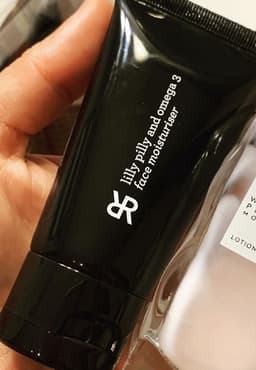 lilly pilly and omega 3
face moisturiser
LOTION